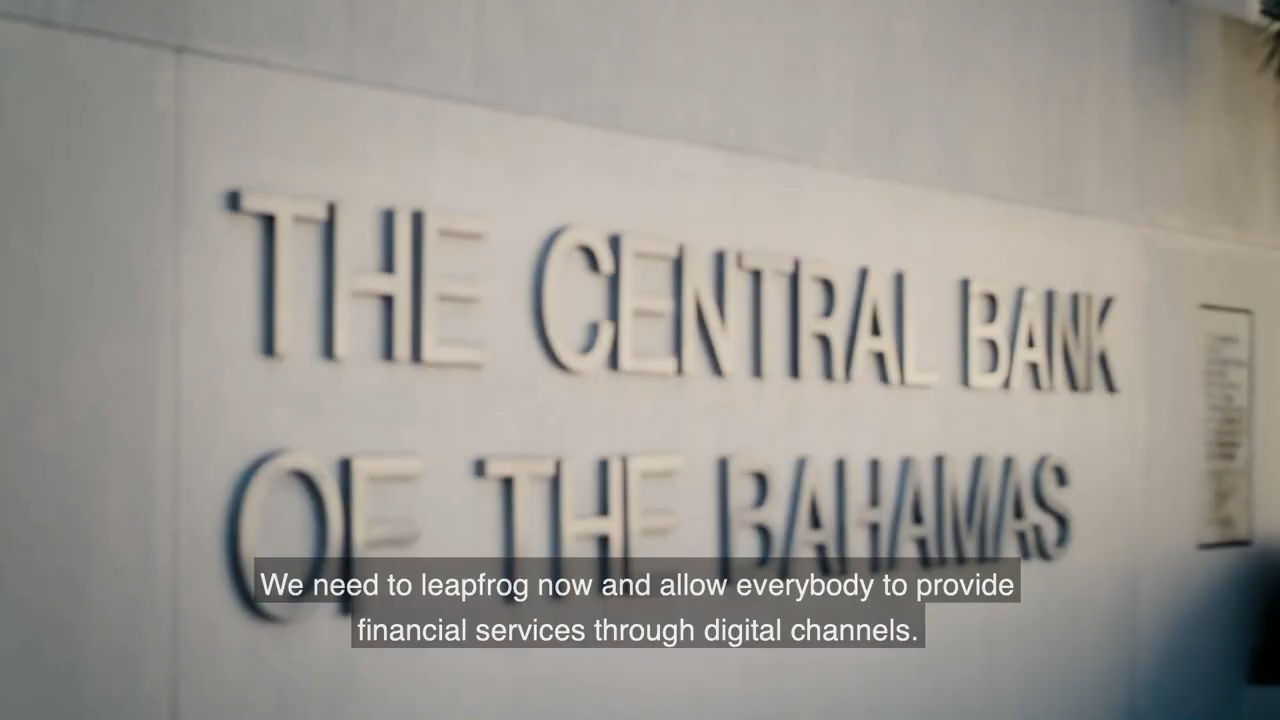 THE CENTRAL BANK
OF THE BAHAMAS
We need to leapfrog now and allow everybody to provide
financial services through digital channels.